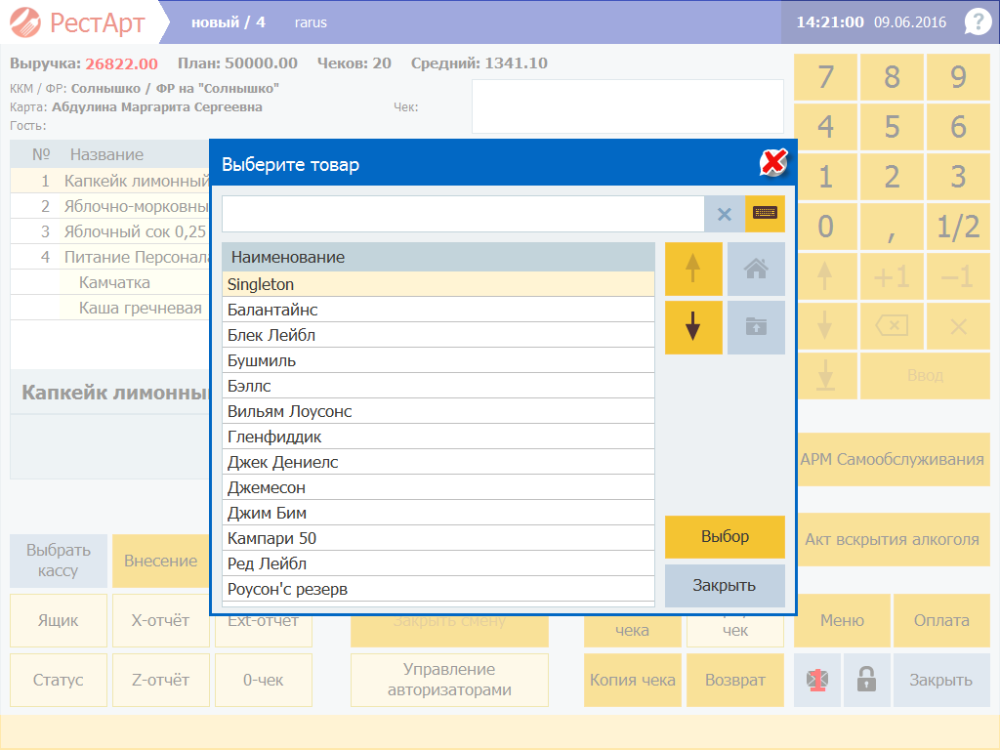 РестАрт
новый / 4 rarus
14:21:00 09.06.2016 ?
Выручка: 26822.00 План: 50000.00 Чеков: 20 Средний: 1341.10
ККМ / ФР: Солнышко / ФР на "Солнышко"
Карта: Абдулина Маргарита Сергеевна Чек:
Гость:
7 8 9
4 5 6
1 2 3
0 , 1/2
+1 −1
Ввод
№ Название
1 Капкейк лимонный
2 Яблочно-морковны
3 Яблочный сок 0,25
4 Питание Персонала
Камчатка
Каша гречневая
Капкейк лимонны
Выберите товар
Наименование
Singleton
Балантайнс
Блек Лейбл
Бушмиль
Бэллс
Вильям Лоусонс
Гленфиддик
Джек Дениелс
Джемесон
Джим Бим
Кампари 50
Ред Лейбл
Роусон'с резерв
Выбор
Закрыть
АРМ Самообслуживания
Акт вскрытия алкоголя
Выбрать
кассу
Внесение
Ящик X-отчёт Ext-отчёт Закрыть смену
чека
чек
Меню Оплата
Статус Z-отчёт 0-чек
Управление
авторизаторами
Копия чека Возврат 1 Закрыть